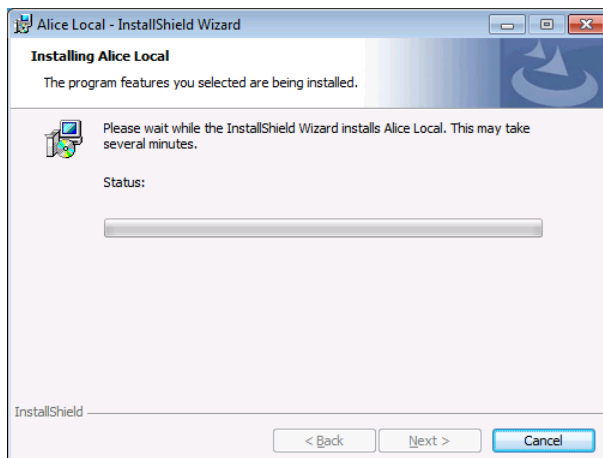 Alice Local - InstallShield Wizard
Installing Alice Local
The program features you selected are being installed.
Please wait while the InstallShield Wizard installs Alice Local. This may take
several minutes.
Status:
InstallShield
< Back Next > Cancel